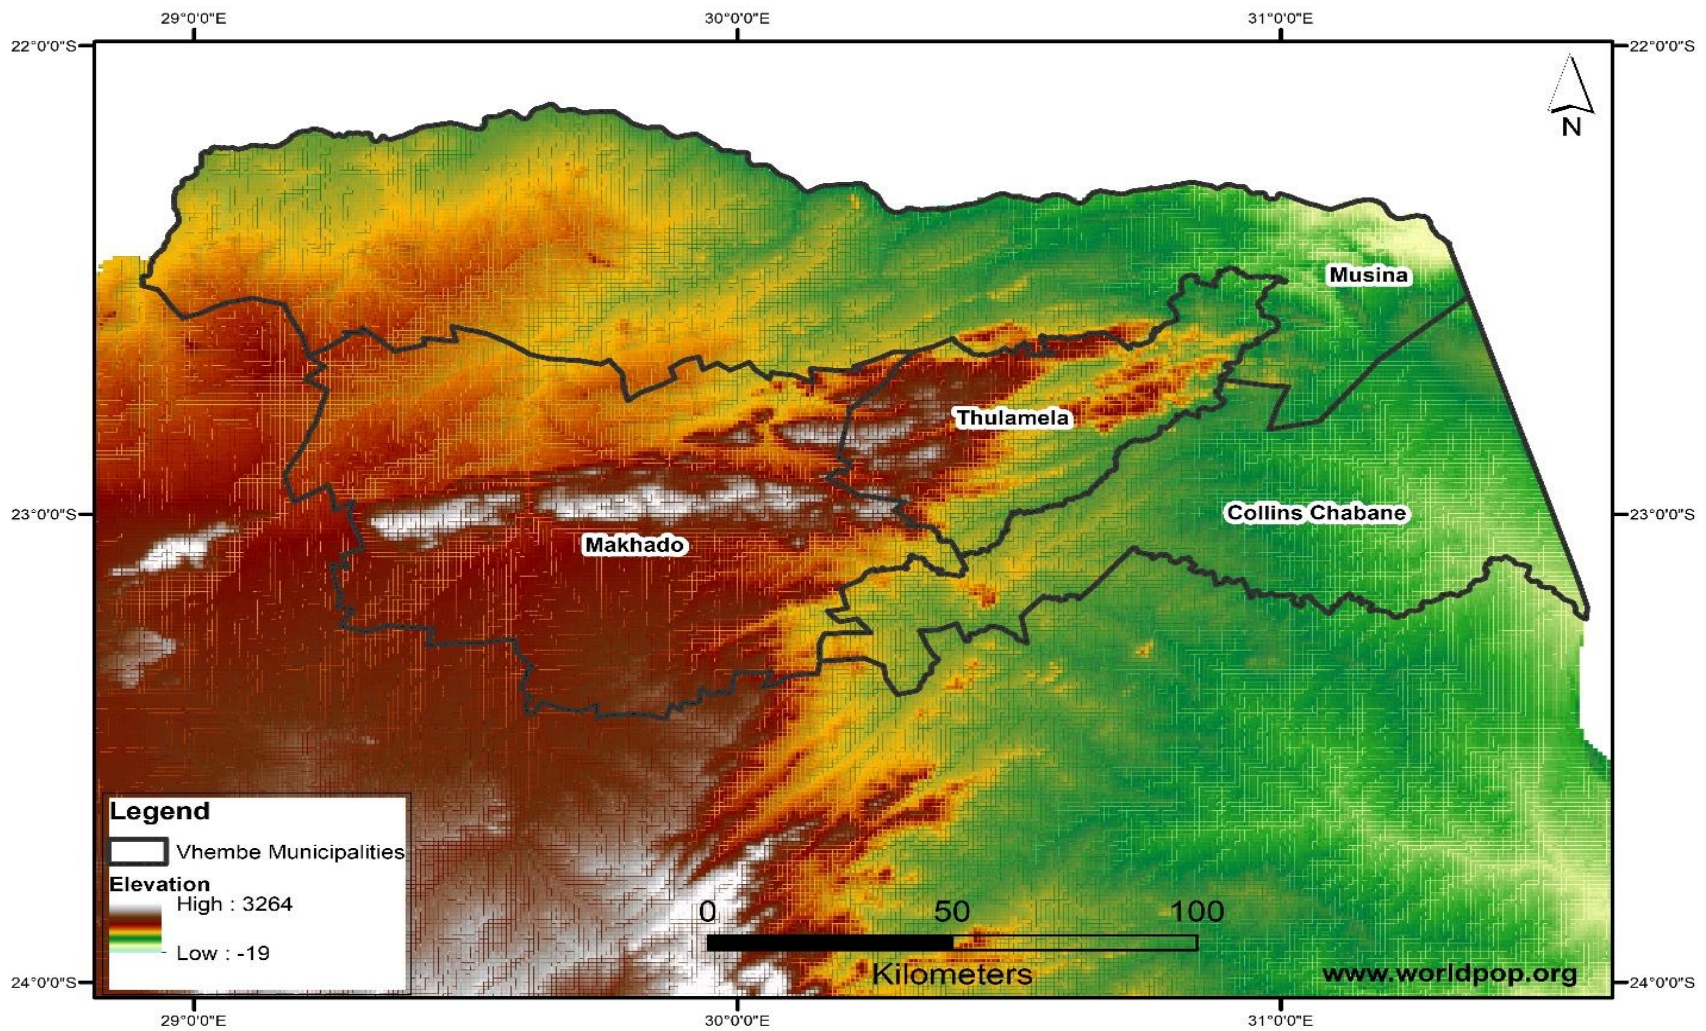 29°0'0"E 30°0'0"E 31°0'0"E
22°0'0"S 22°0'0"S
N
Musina
Thulamela
Collins Chabane
23°0'0"S 23°0'0"S
Makhado
Legend
Vhembe Municipalities
Elevation
High : 3264
Low : -19
0 50 100
Kilometers
www.worldpop.org
24°0'0"S 24°0'0"S
29°0'0"E 30°0'0"E 31°0'0"E